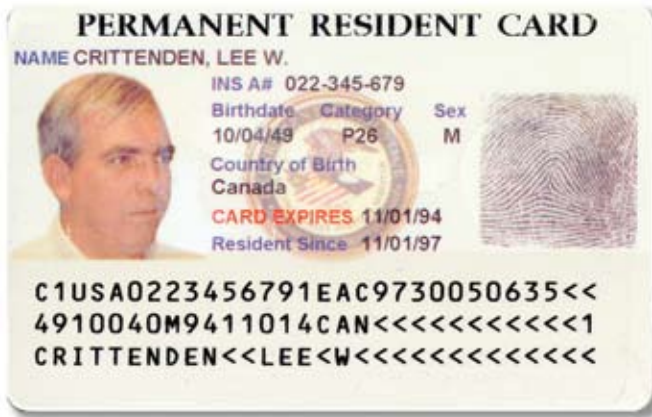 PERMANENT RESIDENT CARD
NAME CRITTENDEN, LEE W.
INS A# 022-345-679
Birthdate Category Sex
10/04/49 P26 M
Country of Birth
Canada
CARD EXPIRES 11/01/94
Resident Since 11/01/97
C1USA0223456791EAC9730050635<<
4910040M9411014CAN<<<<<<<<<<<1
CRITTENDEN<<LEE<W<<<<<<<<<<<<<